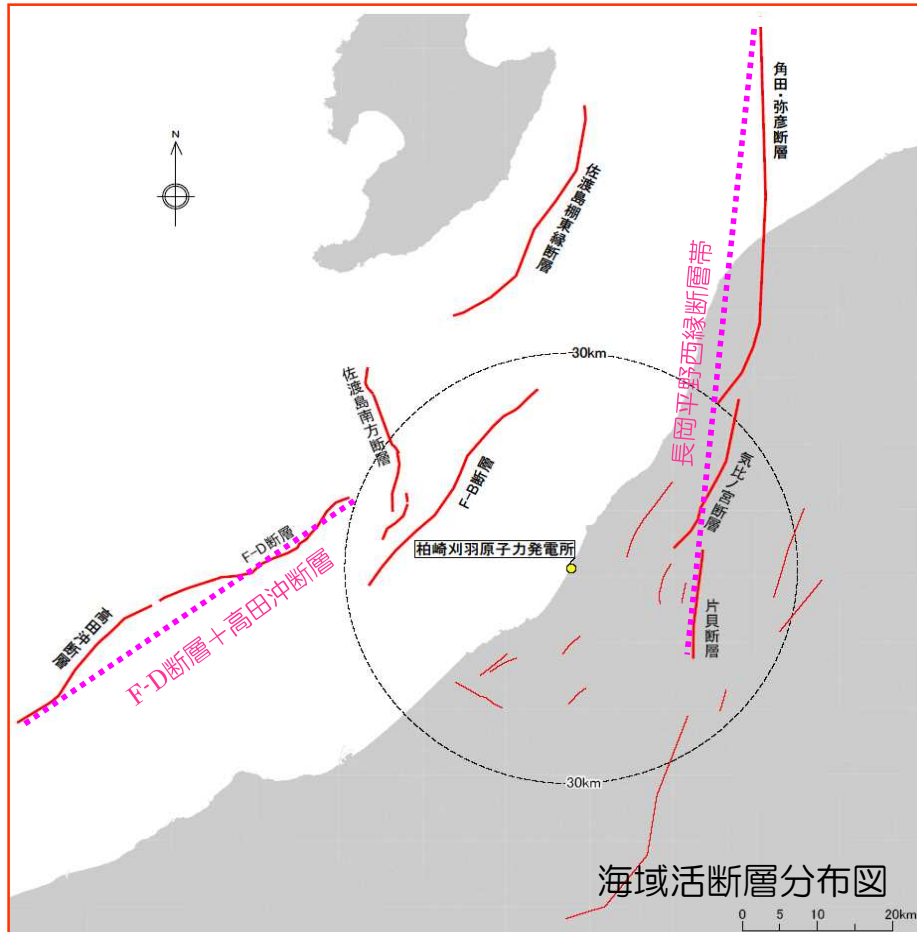 N
角田・弥彦断層
佐渡島棚東縁断層
長岡平野西縁断層帯
30km
佐渡島南方断層
F-B断層
気比ノ宮断層
F-D断層
柏崎刈羽原子力発電所
高田沖断層
F-D断層+高田沖断層
片貝断層
30km
海域活断層分布図
0 5 10 20km